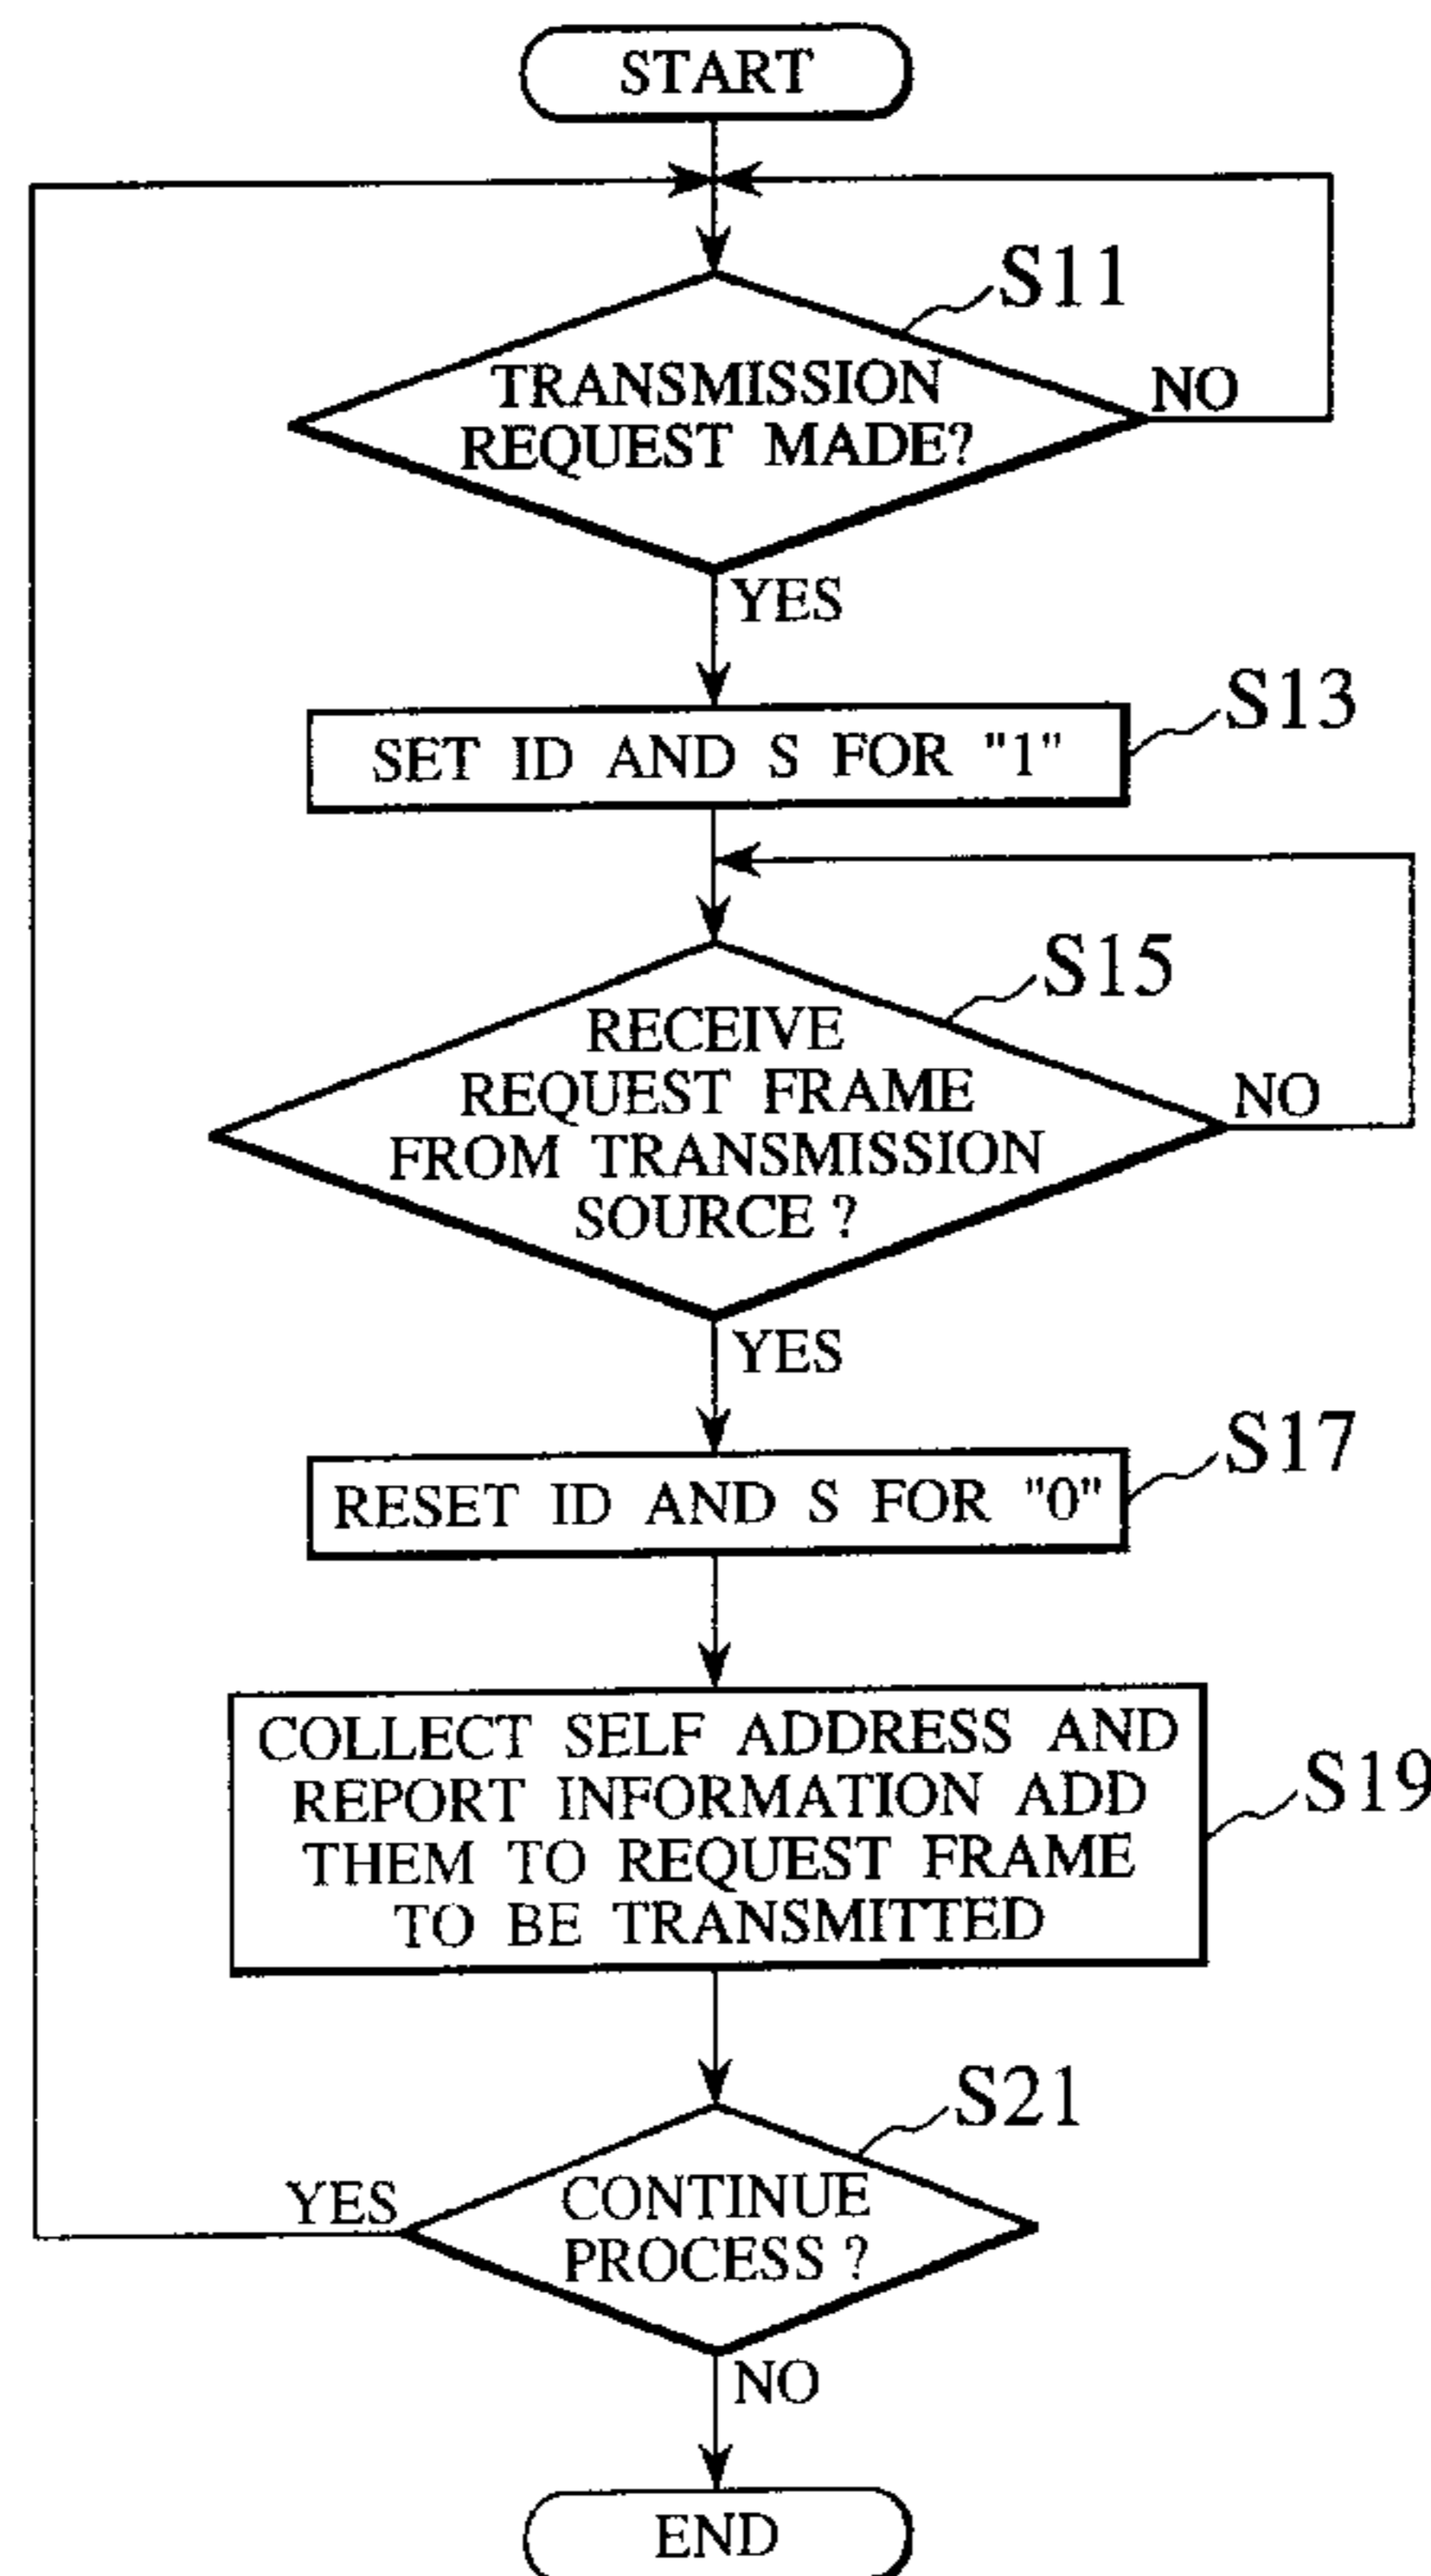 START
S11
TRANSMISSION
REQUEST MADE?
NO
YES
S13
SET ID AND S FOR "1"
S15
RECEIVE
REQUEST FRAME
FROM TRANSMISSION
SOURCE ?
NO
YES
S17
RESET ID AND S FOR "0"
COLLECT SELF ADDRESS AND
REPORT INFORMATION ADD
THEM TO REQUEST FRAME
TO BE TRANSMITTED
S19
S21
YES
CONTINUE
PROCESS ?
NO
END